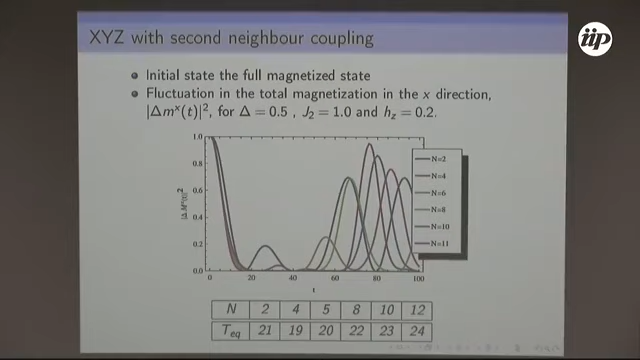 XYZ with second neighbour coupling
iip
Initial state the full magnetized state
Fluctuation in the total magnetization in the x direction,
|Δm^x(t)|², for Δ = 0.5 , J₂ = 1.0 and h_z = 0.2.
1.0
0.8
0.6
0.4
0.2
0.0
0 20 40 60 80 100
t
N=2
N=4
N=6
N=8
N=10
N=11
N 2 4 5 8 10 12
T_eq 21 19 20 22 23 24